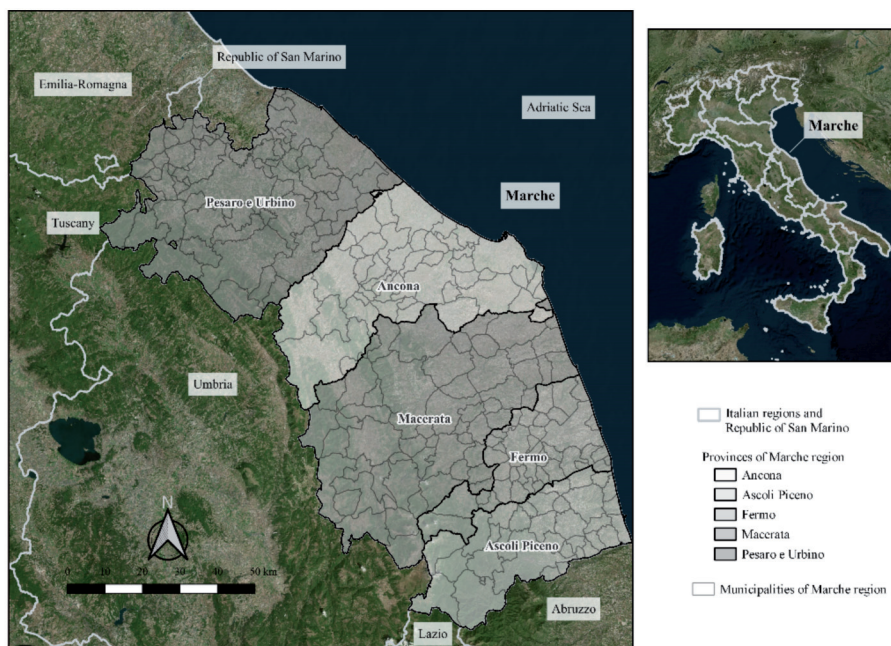 Republic of San Marino
Emilia-Romagna
Adriatic Sea
Marche
Pesaro e Urbino
Tuscany
Ancona
Umbria
Macerata
Fermo
Ascoli Piceno
N
0 10 20 30 40 50 km
Abruzzo
Lazio
Marche
Italian regions and
Republic of San Marino
Provinces of Marche region
Ancona
Ascoli Piceno
Fermo
Macerata
Pesaro e Urbino
Municipalities of Marche region